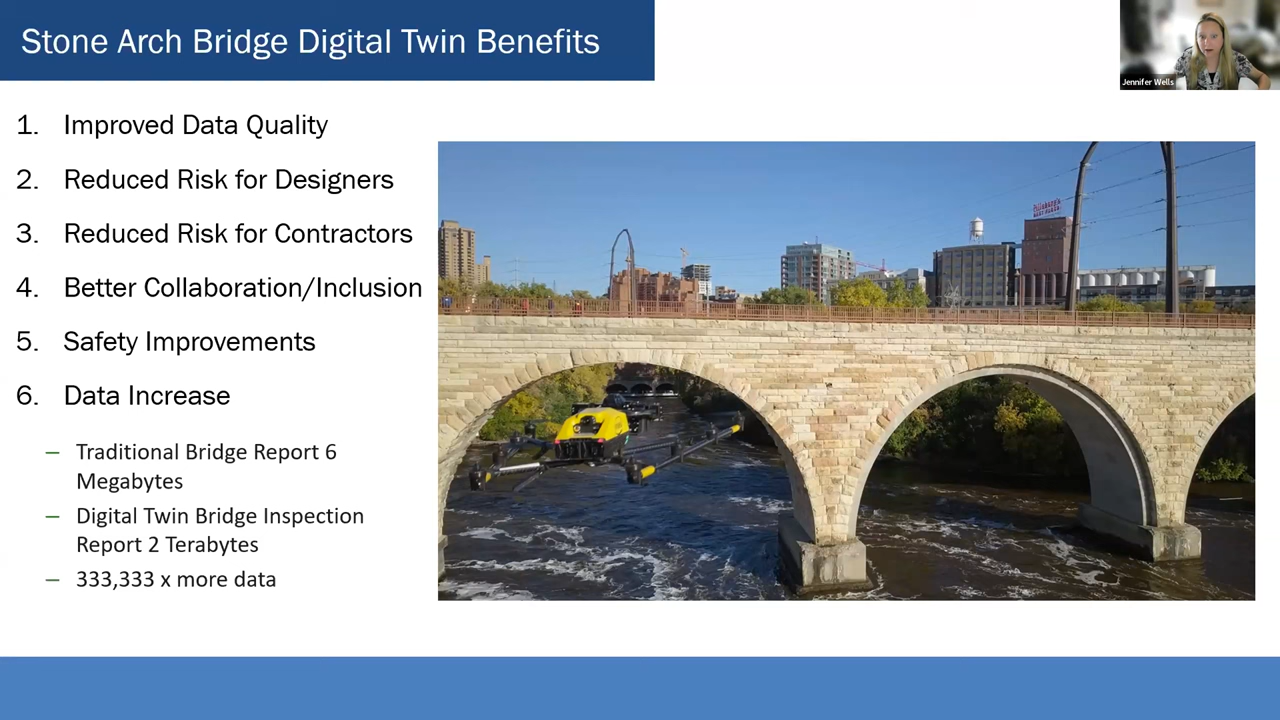 Stone Arch Bridge Digital Twin Benefits
Jennifer Wells
1. Improved Data Quality
2. Reduced Risk for Designers
3. Reduced Risk for Contractors
4. Better Collaboration/Inclusion
5. Safety Improvements
6. Data Increase
– Traditional Bridge Report 6
Megabytes
– Digital Twin Bridge Inspection
Report 2 Terabytes
– 333,333 x more data